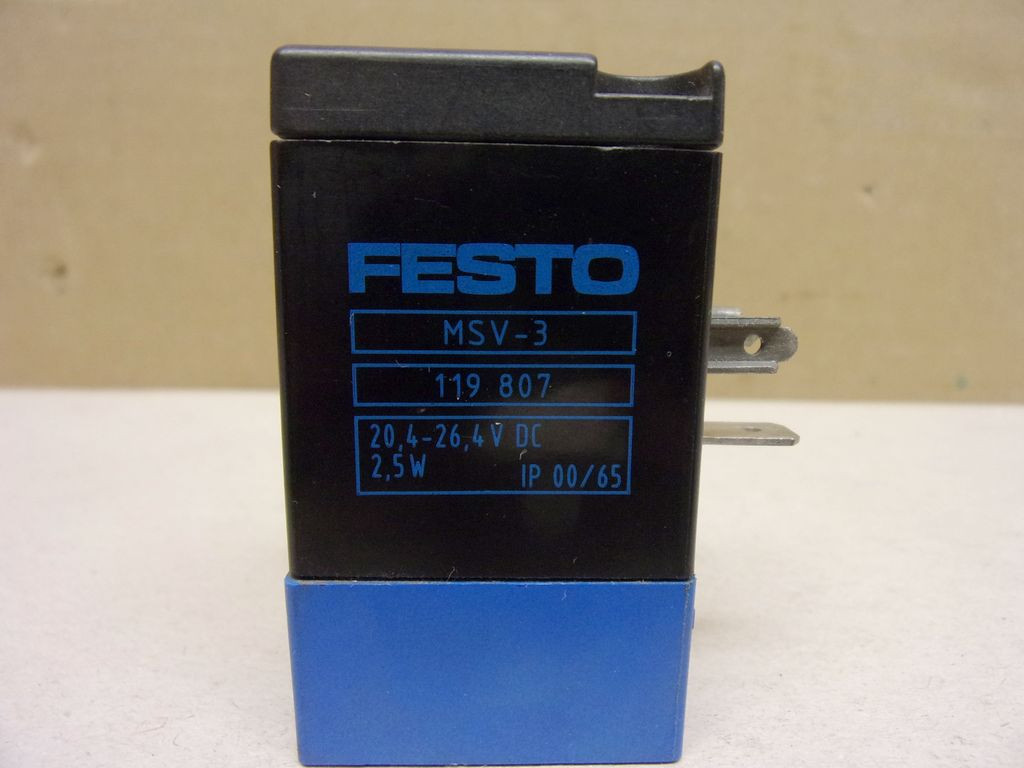 FESTO
MSV-3
119 807
20,4-26,4V DC
2,5W IP 00/65